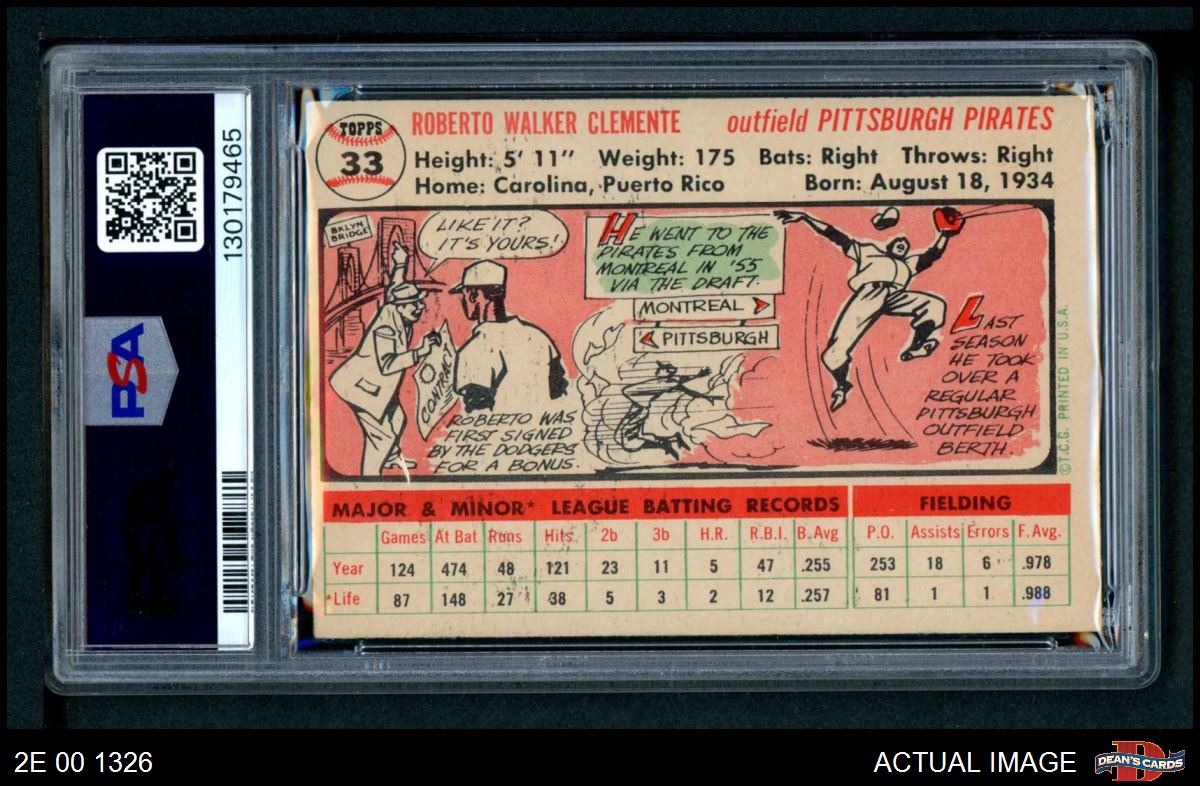 PSA
130179465
TOPPS
33
ROBERTO WALKER CLEMENTE outfield PITTSBURGH PIRATES
Height: 5' 11" Weight: 175 Bats: Right Throws: Right
Home: Carolina, Puerto Rico Born: August 18, 1934
BKLYN
BRIDGE
LIKE IT?
IT'S YOURS!
CONTRACT
ROBERTO WAS
FIRST SIGNED
BY THE DODGERS
FOR A BONUS.
HE WENT TO THE
PIRATES FROM
MONTREAL IN '55
VIA THE DRAFT.
MONTREAL
PITTSBURGH
LAST
SEASON
HE TOOK
OVER A
REGULAR
PITTSBURGH
OUTFIELD
BERTH.
©T.C.G. PRINTED IN U.S.A.
MAJOR & MINOR* LEAGUE BATTING RECORDS FIELDING
Games At Bat Runs Hits 2b 3b H.R. R.B.I. B.Avg P.O. Assists Errors F.Avg.
Year 124 474 48 121 23 11 5 47 .255 253 18 6 .978
*Life 87 148 27 38 5 3 2 12 .257 81 1 1 .988
2E 00 1326
ACTUAL IMAGE
DEAN'S CARDS